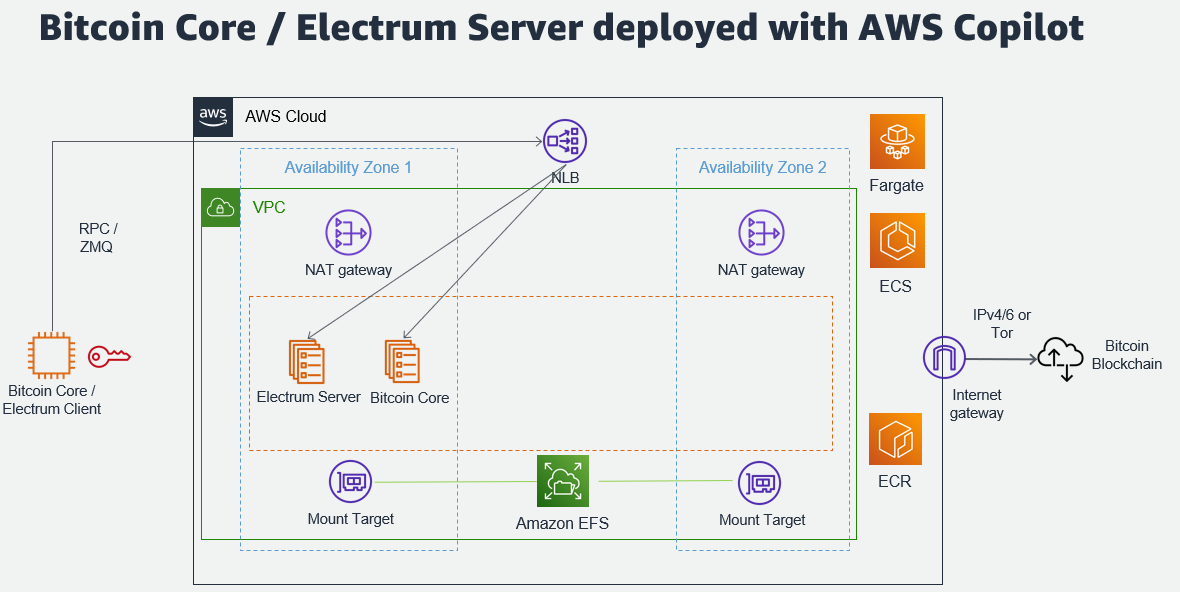 Bitcoin Core / Electrum Server deployed with AWS Copilot
aws
AWS Cloud
NLB
Availability Zone 1
Availability Zone 2
Fargate
VPC
RPC /
ZMQ
NAT gateway
NAT gateway
ECS
IPv4/6 or
Tor
Bitcoin
Blockchain
Bitcoin Core /
Electrum Client
Electrum Server
Bitcoin Core
Internet
gateway
ECR
Mount Target
Amazon EFS
Mount Target